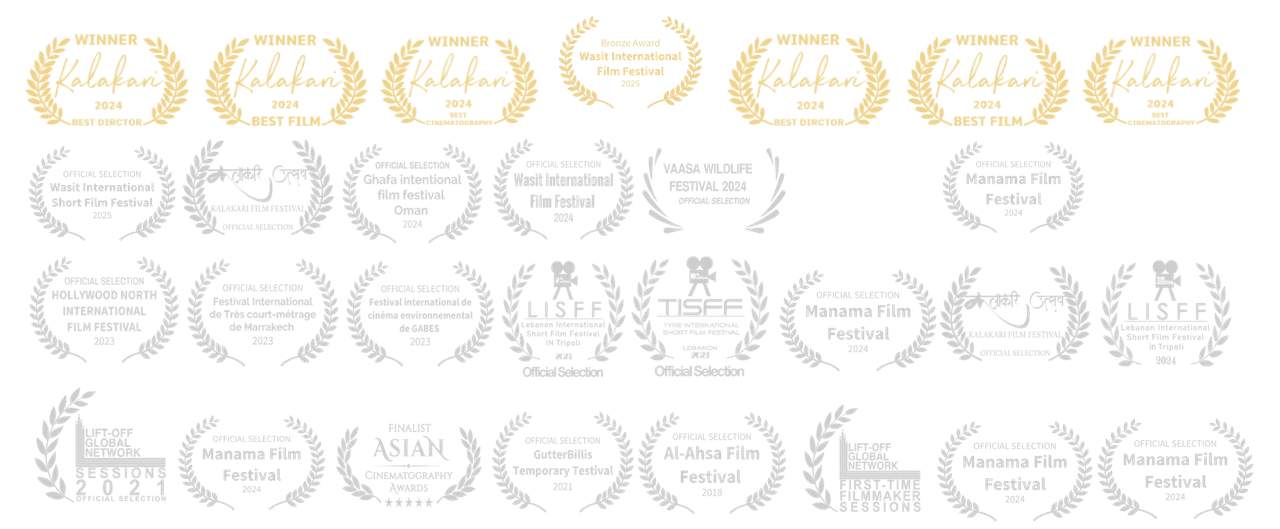 WINNER
Kalakari
2024
BEST DIRCTOR
WINNER
Kalakari
2024
BEST FILM
WINNER
Kalakari
2024
BEST
CINEMATOGRAPHY
Bronze Award
Wasit International
Film Festival
2025
WINNER
Kalakari
2024
BEST DIRCTOR
WINNER
Kalakari
2024
BEST FILM
WINNER
Kalakari
2024
BEST
CINEMATOGRAPHY
OFFICIAL SELECTION
Wasit International
Short Film Festival
2025
कलाकारि उत्सव
KALAKARI FILM FESTIVAL
OFFICIAL SELECTION
OFFICIAL SELECTION
Ghafa intentional
film festival
Oman
2024
OFFICIAL SELECTION
Wasit International
Film Festival
2024
VAASA WILDLIFE
FESTIVAL 2024
OFFICIAL SELECTION
OFFICIAL SELECTION
Manama Film
Festival
2024
OFFICIAL SELECTION
HOLLYWOOD NORTH
INTERNATIONAL
FILM FESTIVAL
2023
OFFICIAL SELECTION
Festival International
de Très court-métrage
de Marrakech
2023
OFFICIAL SELECTION
Festival international de
cinéma environnemental
de GABES
2023
LISFF
Lebanon International
Short Film Festival
IN Tripoli
2023
Official Selection
TISFF
TYRE INTERNATIONAL
SHORT FILM FESTIVAL
LEBANON
2023
Official Selection
OFFICIAL SELECTION
Manama Film
Festival
2024
कलाकारि उत्सव
KALAKARI FILM FESTIVAL
OFFICIAL SELECTION
LISFF
Lebanon International
Short Film Festival
in Tripoli
2024
LIFT-OFF
GLOBAL
NETWORK
SESSIONS
2021
OFFICIAL SELECTION
OFFICIAL SELECTION
Manama Film
Festival
2024
FINALIST
ASIAN
CINEMATOGRAPHY
AWARDS
OFFICIAL SELECTION
GutterBillis
Temporary Testival
2021
OFFICIAL SELECTION
Al-Ahsa Film
Festival
2018
LIFT-OFF
GLOBAL
NETWORK
FIRST-TIME
FILMMAKER
SESSIONS
OFFICIAL SELECTION
Manama Film
Festival
2024
OFFICIAL SELECTION
Manama Film
Festival
2024